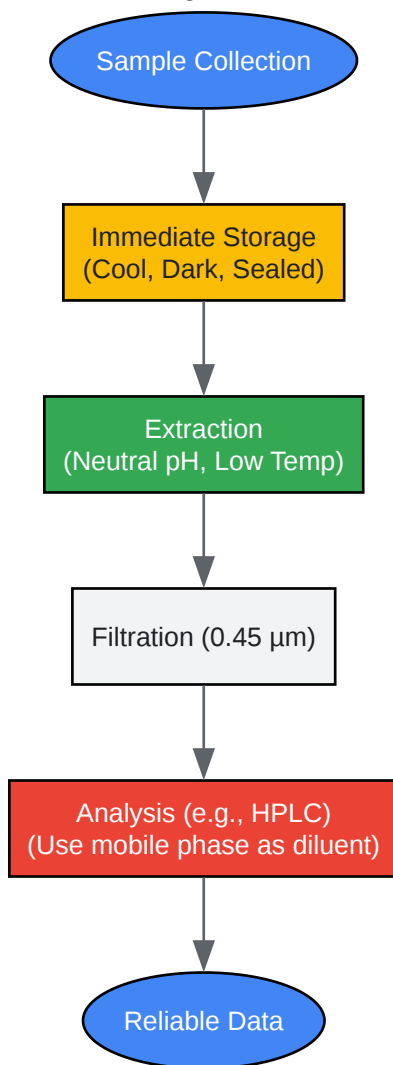 Sample Collection
Immediate Storage
(Cool, Dark, Sealed)
Extraction
(Neutral pH, Low Temp)
Filtration (0.45 µm)
Analysis (e.g., HPLC)
(Use mobile phase as diluent)
Reliable Data